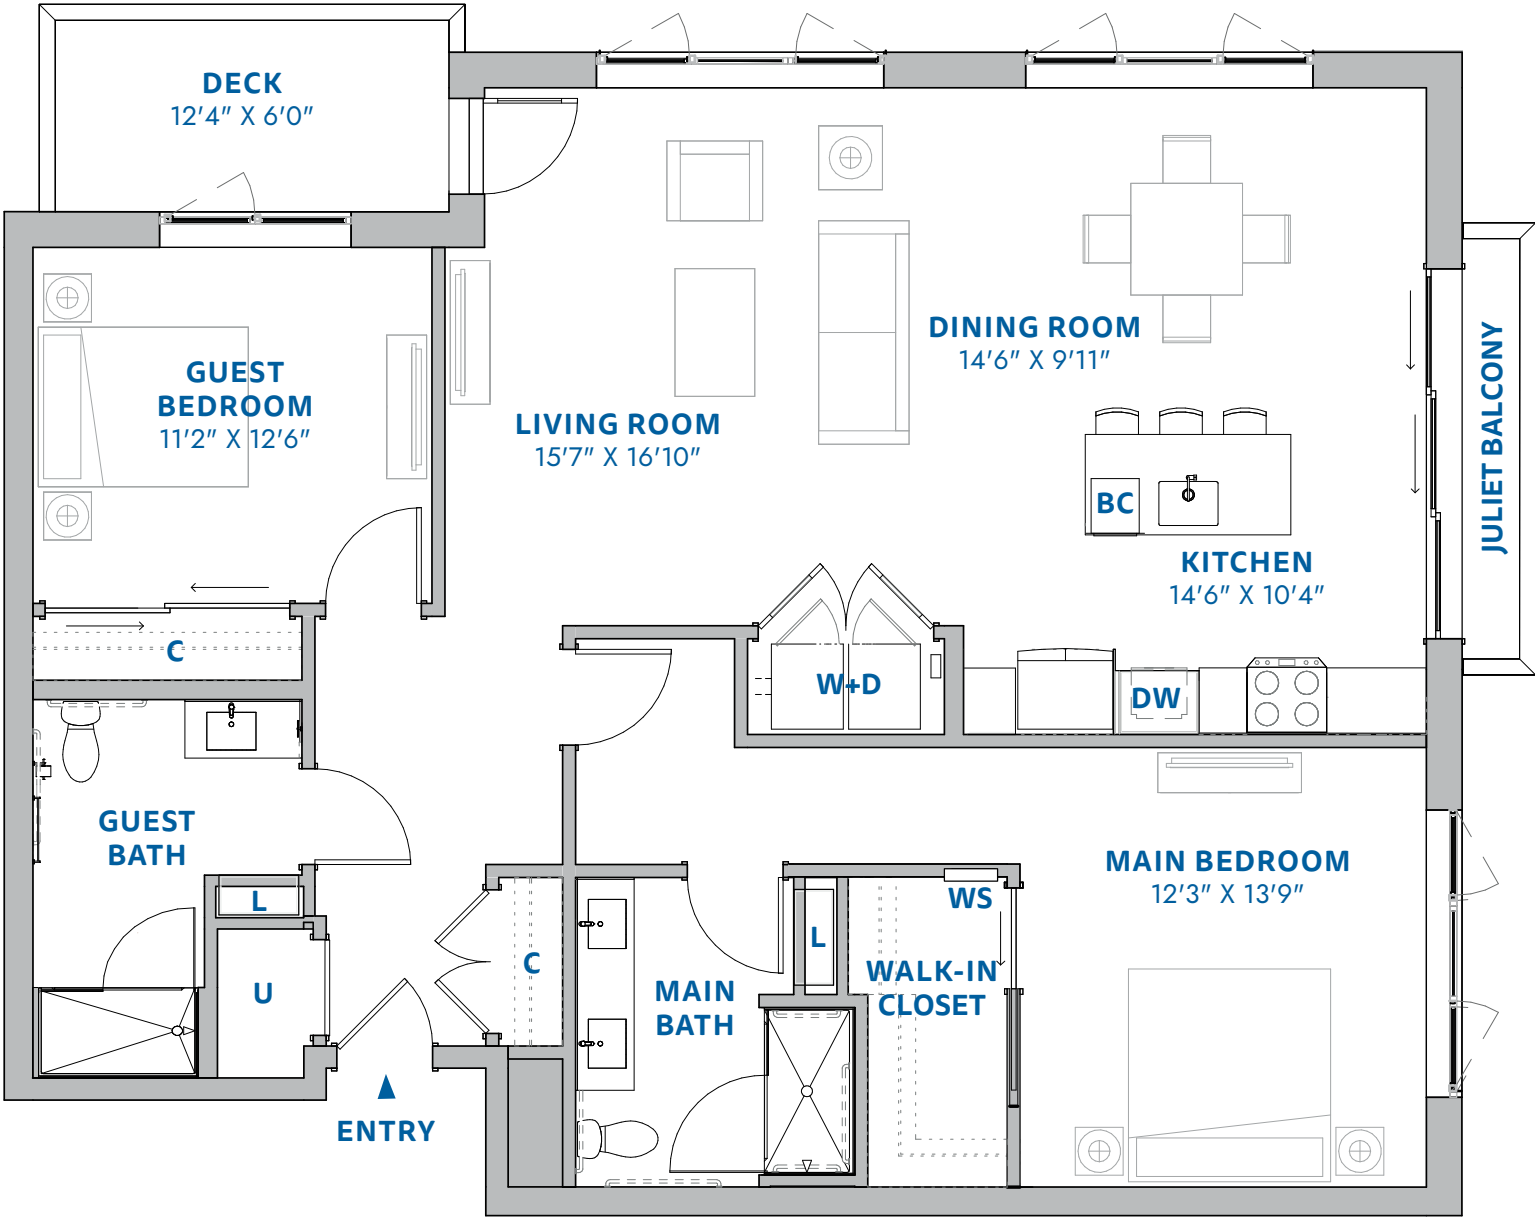 DECK
12'4" X 6'0"
GUEST
BEDROOM
11'2" X 12'6"
LIVING ROOM
15'7" X 16'10"
DINING ROOM
14'6" X 9'11"
JULIET BALCONY
BC
KITCHEN
14'6" X 10'4"
C
W+D
DW
GUEST
BATH
MAIN BEDROOM
12'3" X 13'9"
L
WS
L
C
U
WALK-IN
CLOSET
MAIN
BATH
ENTRY